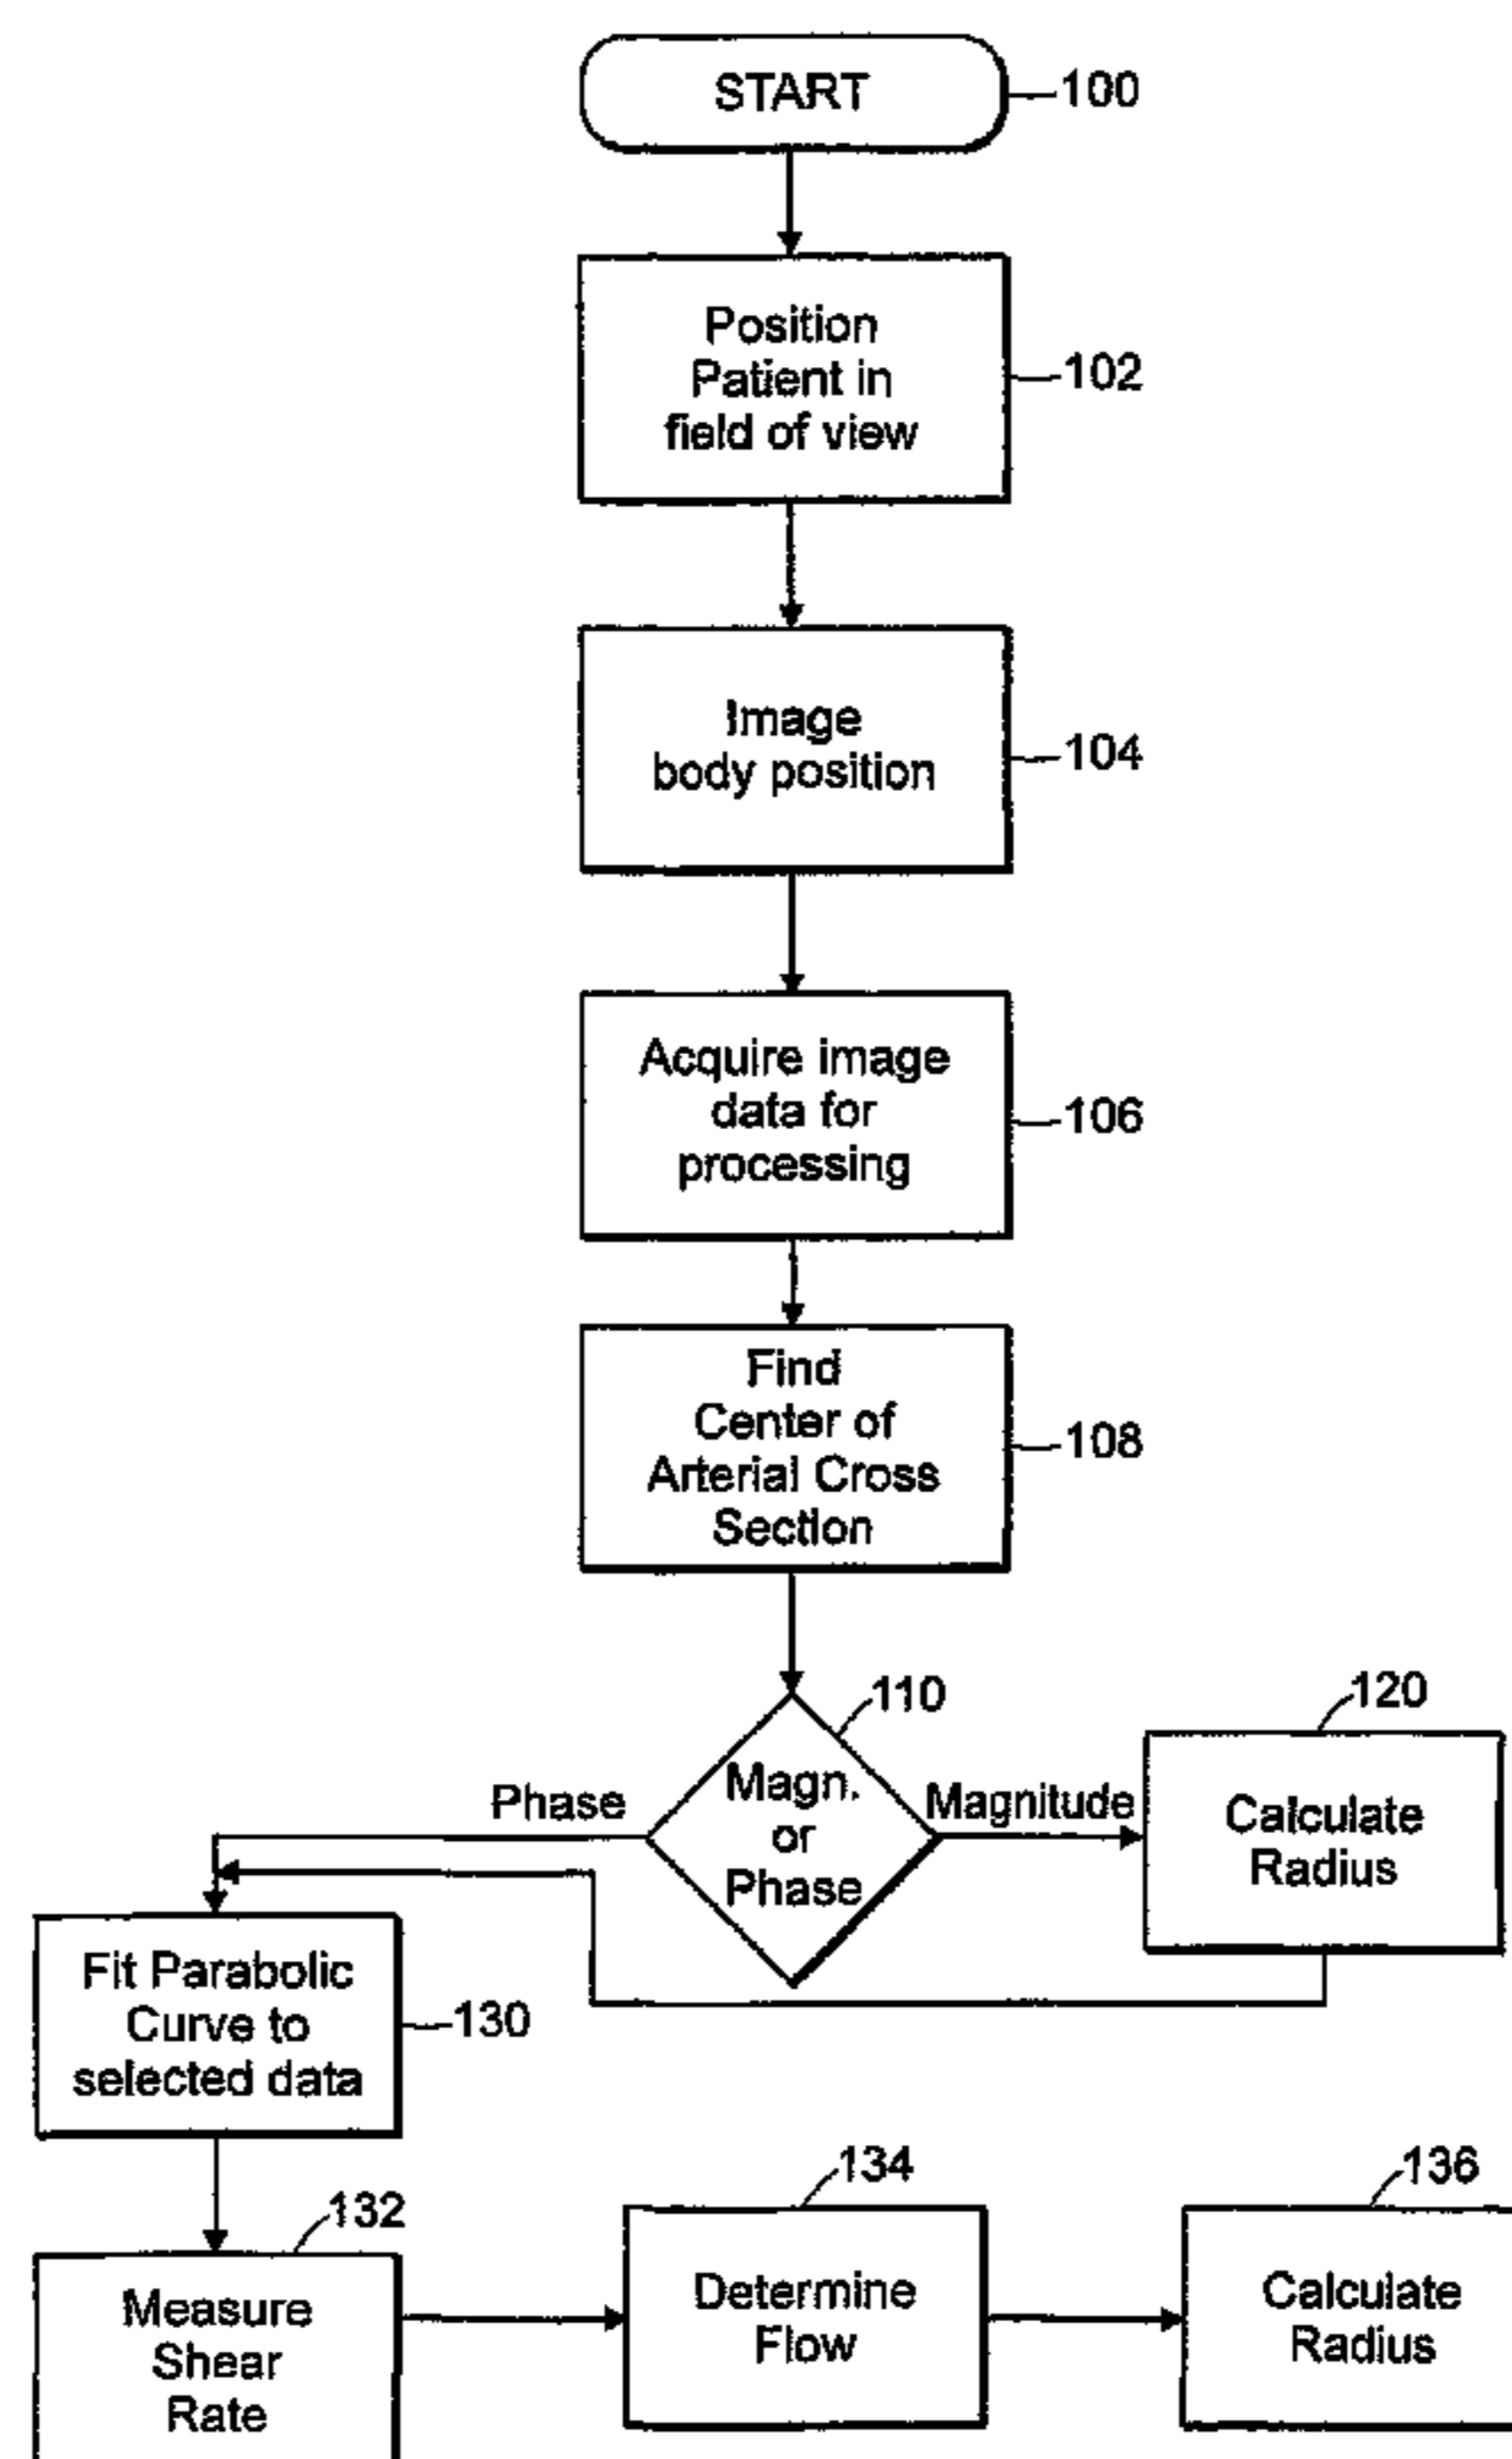 START
100
Position
Patient in
field of view
102
Image
body position
104
Acquire image
data for
processing
106
Find
Center of
Arterial Cross
Section
108
110
Magn.
or
Phase
Phase
Magnitude
120
Calculate
Radius
Fit Parabolic
Curve to
selected data
130
132
Measure
Shear
Rate
134
Determine
Flow
136
Calculate
Radius